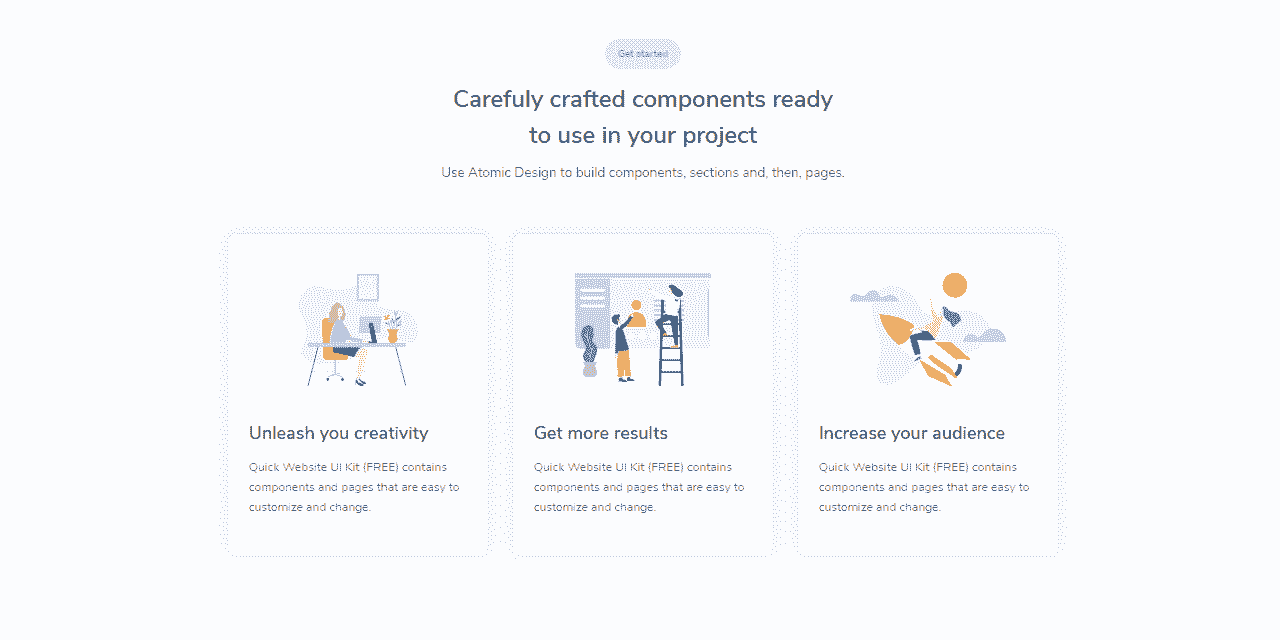 Get started
Carefuly crafted components ready
to use in your project
Use Atomic Design to build components, sections and, then, pages.
Unleash you creativity
Quick Website UI Kit (FREE) contains
components and pages that are easy to
customize and change.
Get more results
Quick Website UI Kit (FREE) contains
components and pages that are easy to
customize and change.
Increase your audience
Quick Website UI Kit (FREE) contains
components and pages that are easy to
customize and change.